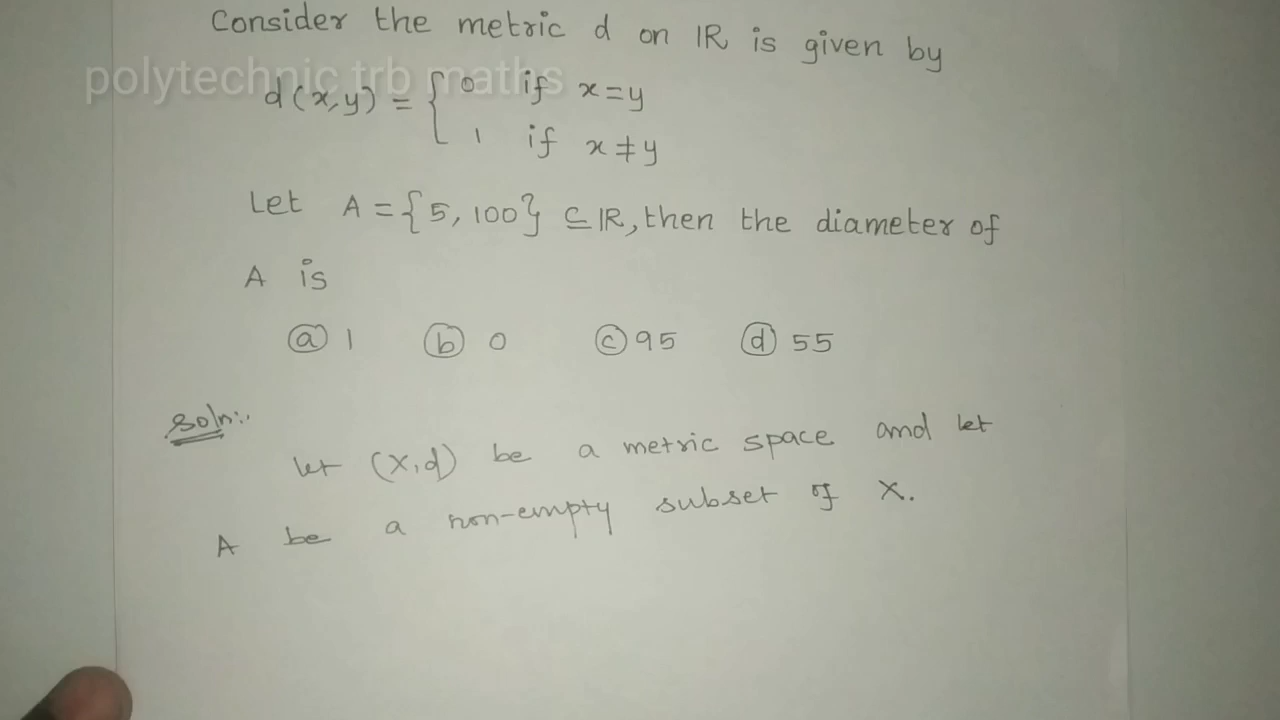 Consider the metric d on IR is given by
polytechnic trb maths
d(x,y) = { 0 if x=y
1 if x≠y
Let A = {5, 100} ⊆ IR, then the diameter of
A is
ⓐ 1 ⓑ 0 ⓒ 95 ⓓ 55
Soln:.
Let (X,d) be a metric space and let
A be a non-empty subset of X.